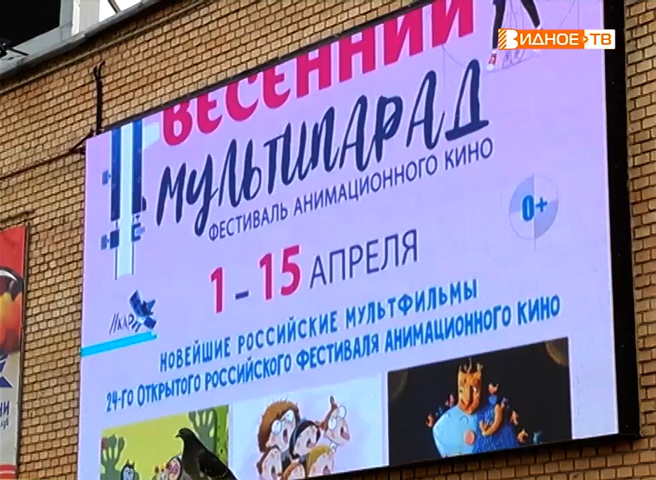 ВИДНОЕ ТВ
ВЕСЕННИЙ
МУЛЬТПАРАД
ФЕСТИВАЛЬ АНИМАЦИОННОГО КИНО
0+
1 – 15 АПРЕЛЯ
ИКАР
НОВЕЙШИЕ РОССИЙСКИЕ МУЛЬТФИЛЬМЫ
24-ГО ОТКРЫТОГО РОССИЙСКОГО ФЕСТИВАЛЯ АНИМАЦИОННОГО КИНО